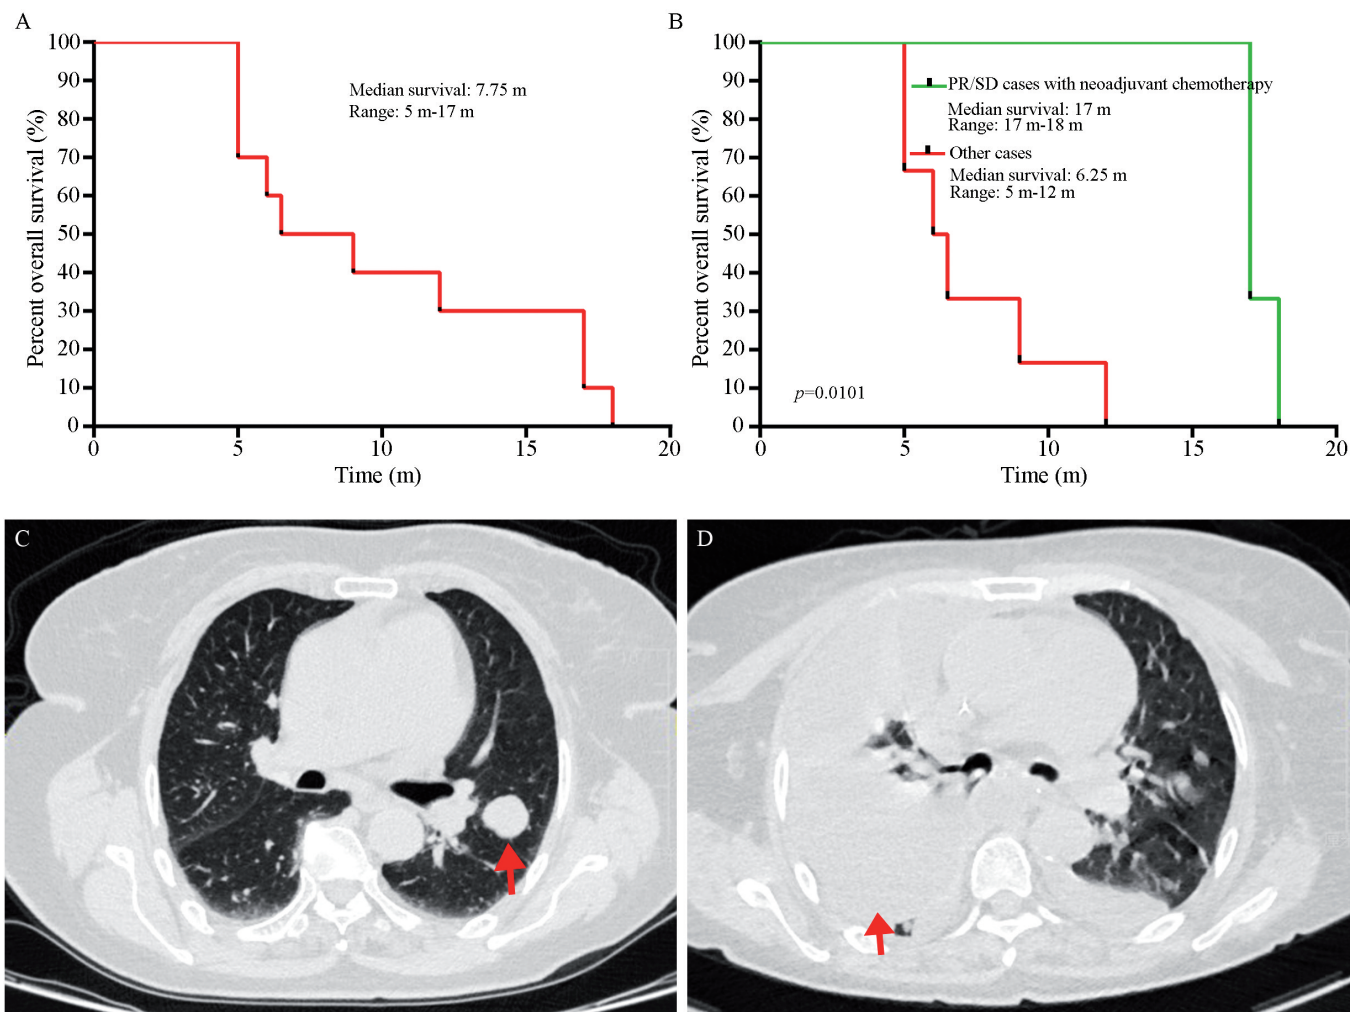 A
100
90
80
70
60
50
40
30
20
10
0
Percent overall survival (%)
Median survival: 7.75 m
Range: 5 m-17 m
0 5 10 15 20
Time (m)
B
100
90
80
70
60
50
40
30
20
10
0
Percent overall survival (%)
PR/SD cases with neoadjuvant chemotherapy
Median survival: 17 m
Range: 17 m-18 m
Other cases
Median survival: 6.25 m
Range: 5 m-12 m
p=0.0101
0 5 10 15 20
Time (m)
C
D